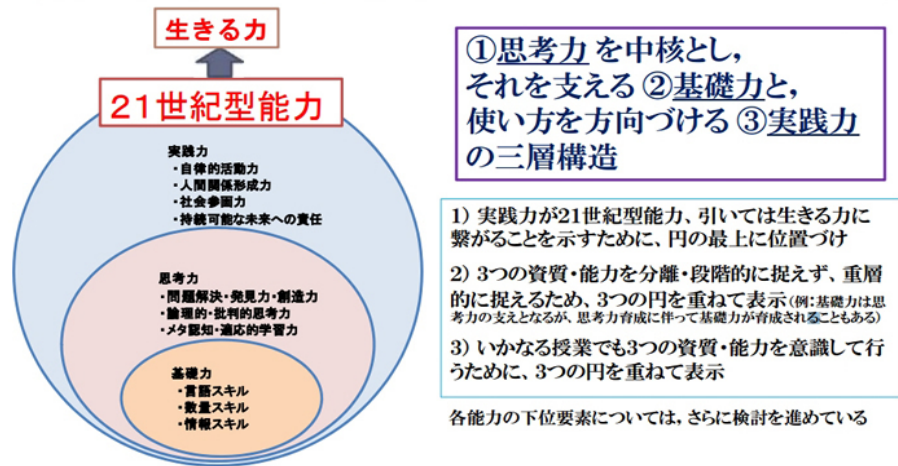 生きる力
21世紀型能力
実践力
・自律的活動力
・人間関係形成力
・社会参画力
・持続可能な未来への責任
思考力
・問題解決・発見力・創造力
・論理的・批判的思考力
・メタ認知・適応的学習力
基礎力
・言語スキル
・数量スキル
・情報スキル
①思考力 を中核とし，
それを支える ②基礎力と，
使い方を方向づける ③実践力
の三層構造
1) 実践力が21世紀型能力、引いては生きる力に
繋がることを示すために、円の最上に位置づけ
2) 3つの資質・能力を分離・段階的に捉えず、重層
的に捉えるため、3つの円を重ねて表示(例：基礎力は思
考力の支えとなるが、思考力育成に伴って基礎力が育成されることもある)
3) いかなる授業でも3つの資質・能力を意識して行
うために、3つの円を重ねて表示
各能力の下位要素については，さらに検討を進めている